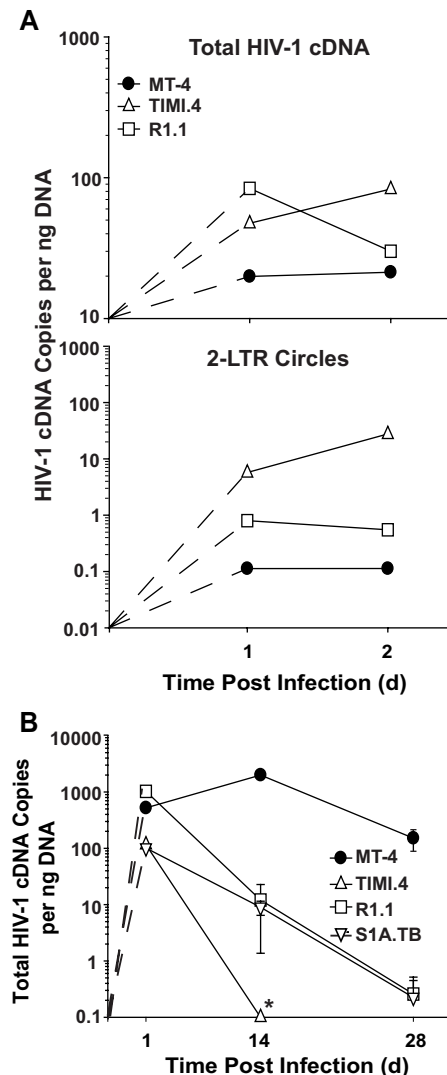 A
Total HIV-1 cDNA
1000
100
10
MT-4
TIMI.4
R1.1
HIV-1 cDNA Copies per ng DNA
2-LTR Circles
1000
100
10
1
0.1
0.01
1
2
Time Post Infection (d)
B
Total HIV-1 cDNA Copies
per ng DNA
10000
1000
100
10
1
0.1
MT-4
TIMI.4
R1.1
S1A.TB
*
1
14
28
Time Post Infection (d)